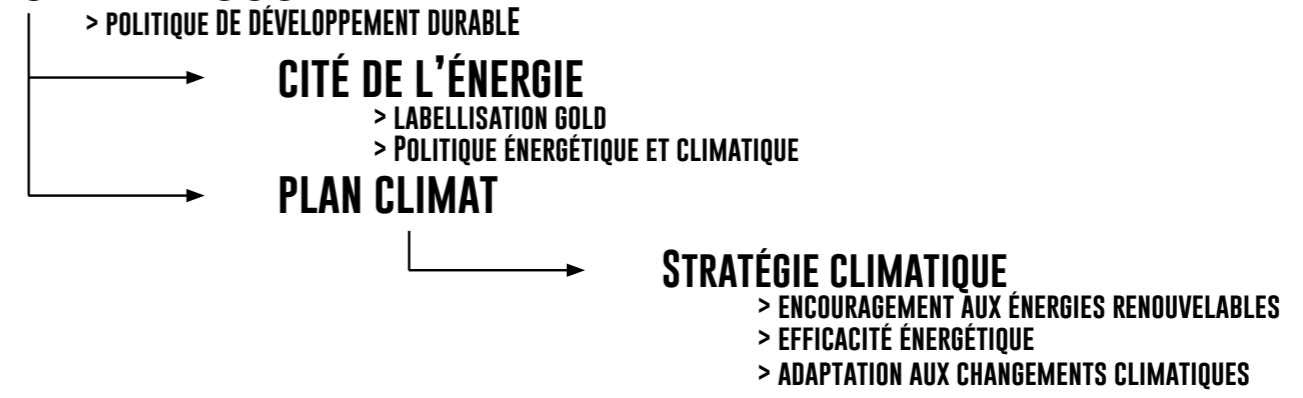 > POLITIQUE DE DÉVELOPPEMENT DURABLE
CITÉ DE L'ÉNERGIE
> LABELLISATION GOLD
> POLITIQUE ÉNERGÉTIQUE ET CLIMATIQUE
PLAN CLIMAT
STRATÉGIE CLIMATIQUE
> ENCOURAGEMENT AUX ÉNERGIES RENOUVELABLES
> EFFICACITÉ ÉNERGÉTIQUE
> ADAPTATION AUX CHANGEMENTS CLIMATIQUES